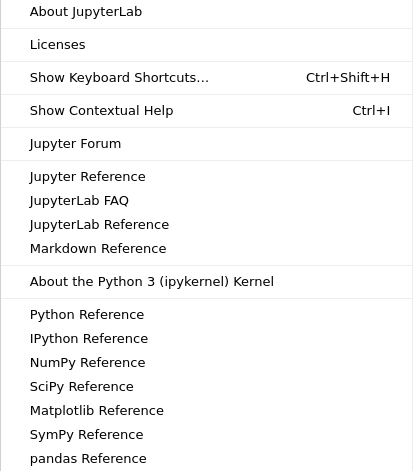 About JupyterLab
Licenses
Show Keyboard Shortcuts… Ctrl+Shift+H
Show Contextual Help Ctrl+I
Jupyter Forum
Jupyter Reference
JupyterLab FAQ
JupyterLab Reference
Markdown Reference
About the Python 3 (ipykernel) Kernel
Python Reference
IPython Reference
NumPy Reference
SciPy Reference
Matplotlib Reference
SymPy Reference
pandas Reference